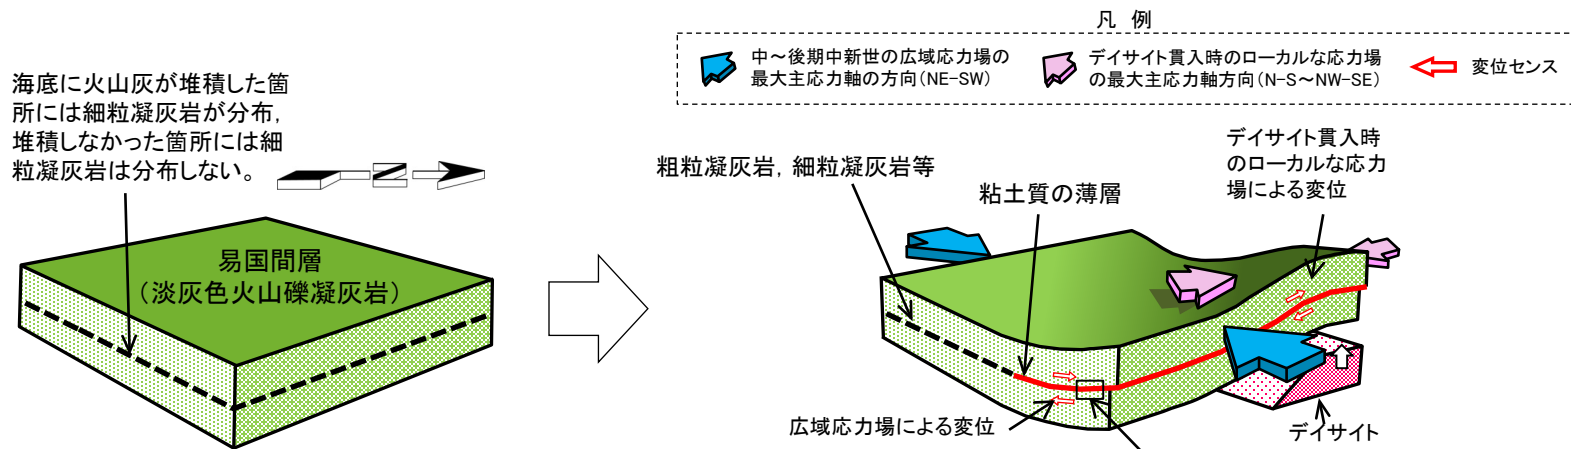 凡 例
中～後期中新世の広域応力場の
最大主応力軸の方向（NE-SW）
デイサイト貫入時のローカルな応力場
の最大主応力軸方向（N-S～NW-SE）
変位センス
海底に火山灰が堆積した箇
所には細粒凝灰岩が分布，
堆積しなかった箇所には細
粒凝灰岩は分布しない。
N
易国間層
（淡灰色火山礫凝灰岩）
粗粒凝灰岩，細粒凝灰岩等
粘土質の薄層
デイサイト貫入時
のローカルな応力
場による変位
広域応力場による変位
デイサイト